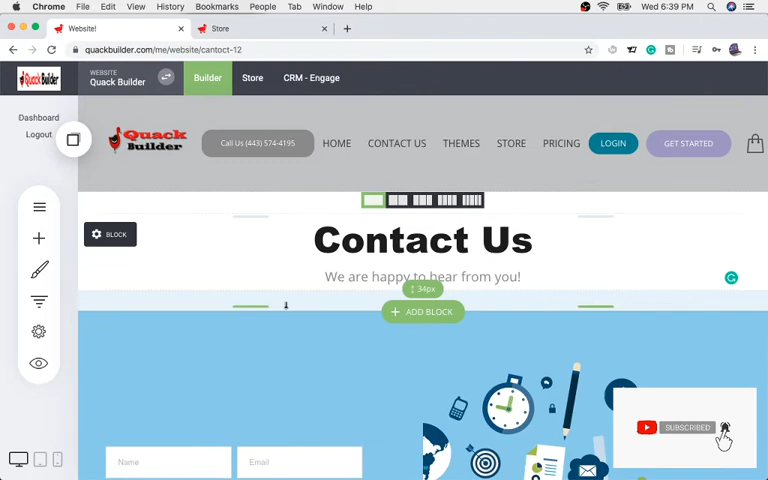 Chrome File Edit View History Bookmarks People Tab Window Help
Wed 6:39 PM
Website! × Store × +
quackbuilder.com/me/website/cantoct-12
Quack Builder
WEBSITE
Quack Builder
Builder Store CRM - Engage
Dashboard
Logout
Quack
Builder
Call Us (443) 574-4195
HOME CONTACT US THEMES STORE PRICING LOGIN GET STARTED
BLOCK
Contact Us
We are happy to hear from you!
34px
+ ADD BLOCK
Name Email
SUBSCRIBED